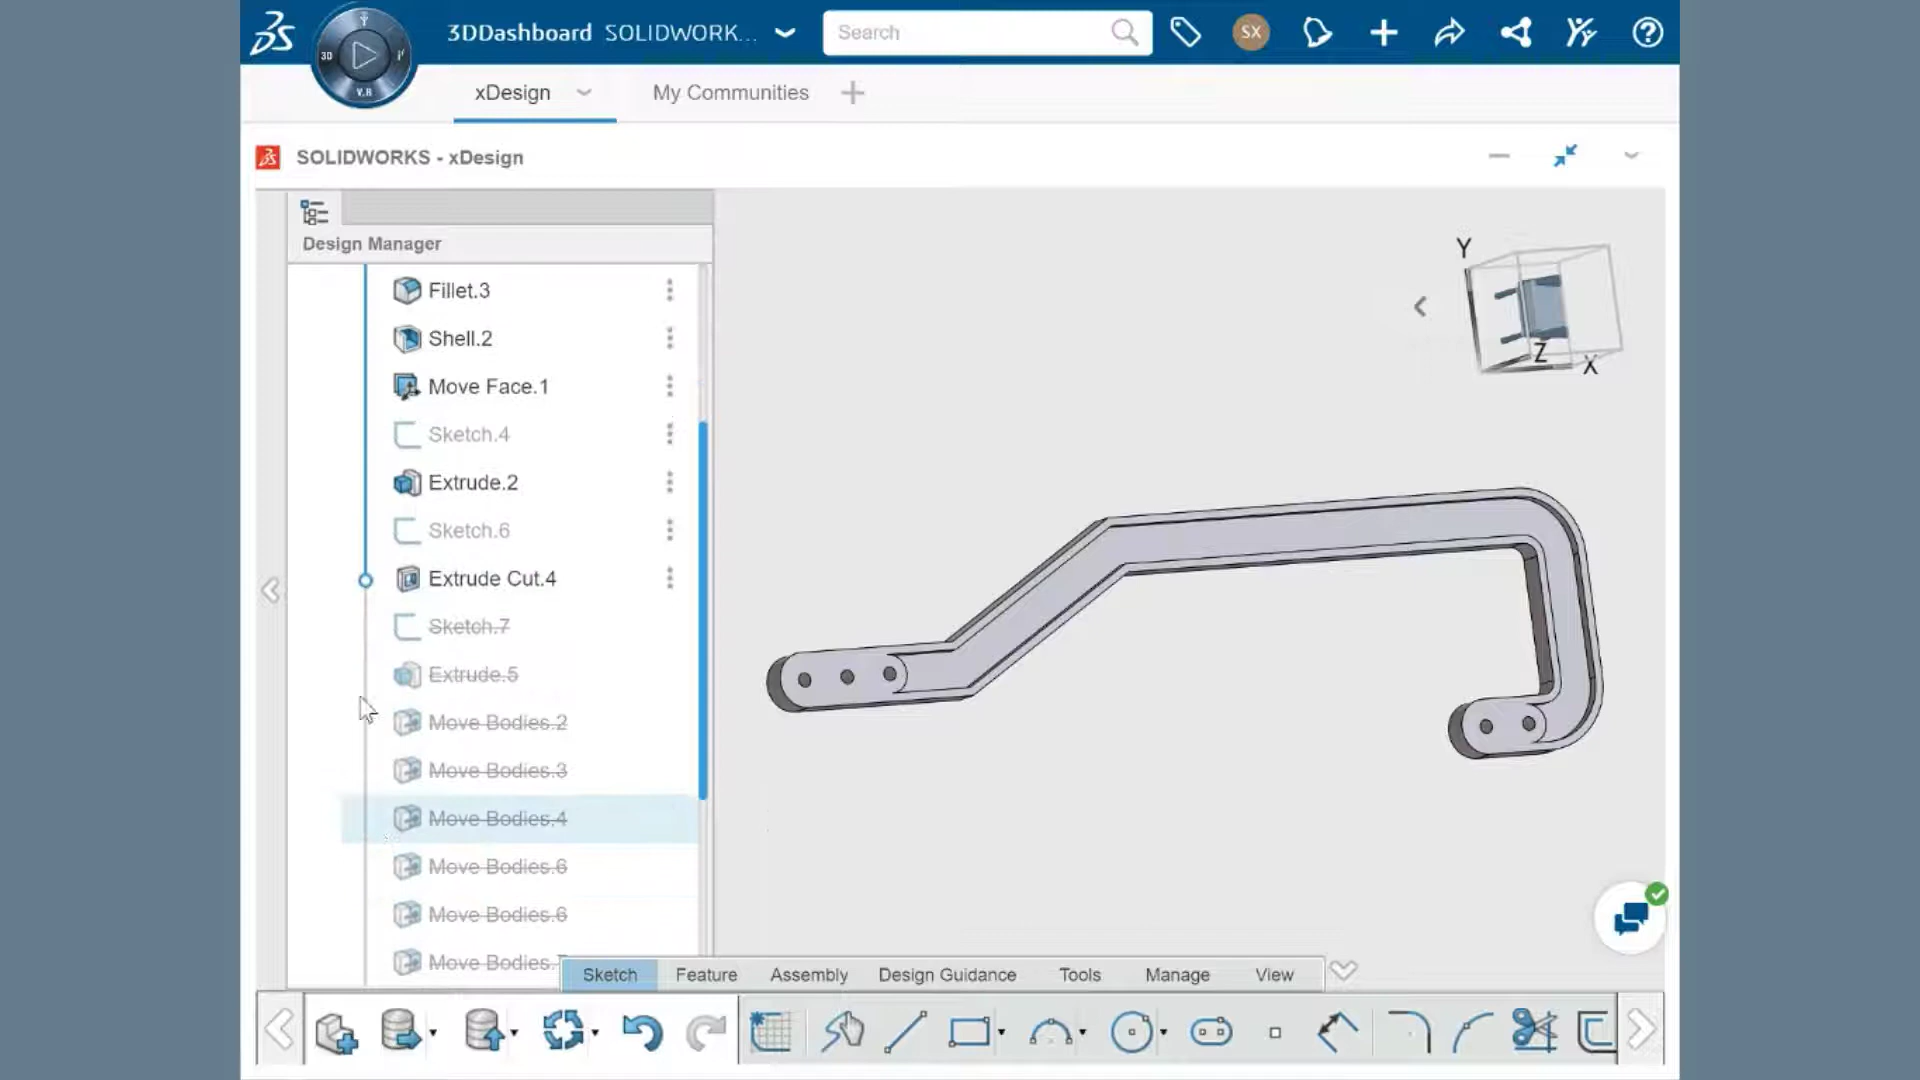 3DDashboard SOLIDWORK...
Search
SX
3D
V.R
xDesign
My Communities
SOLIDWORKS - xDesign
Design Manager
Fillet.3
Shell.2
Move Face.1
Sketch.4
Extrude.2
Sketch.6
Extrude Cut.4
Sketch.7
Extrude.5
Move Bodies.2
Move Bodies.3
Move Bodies.4
Move Bodies.6
Move Bodies.6
Move Bodies.
Y
Z
X
Sketch
Feature
Assembly
Design Guidance
Tools
Manage
View